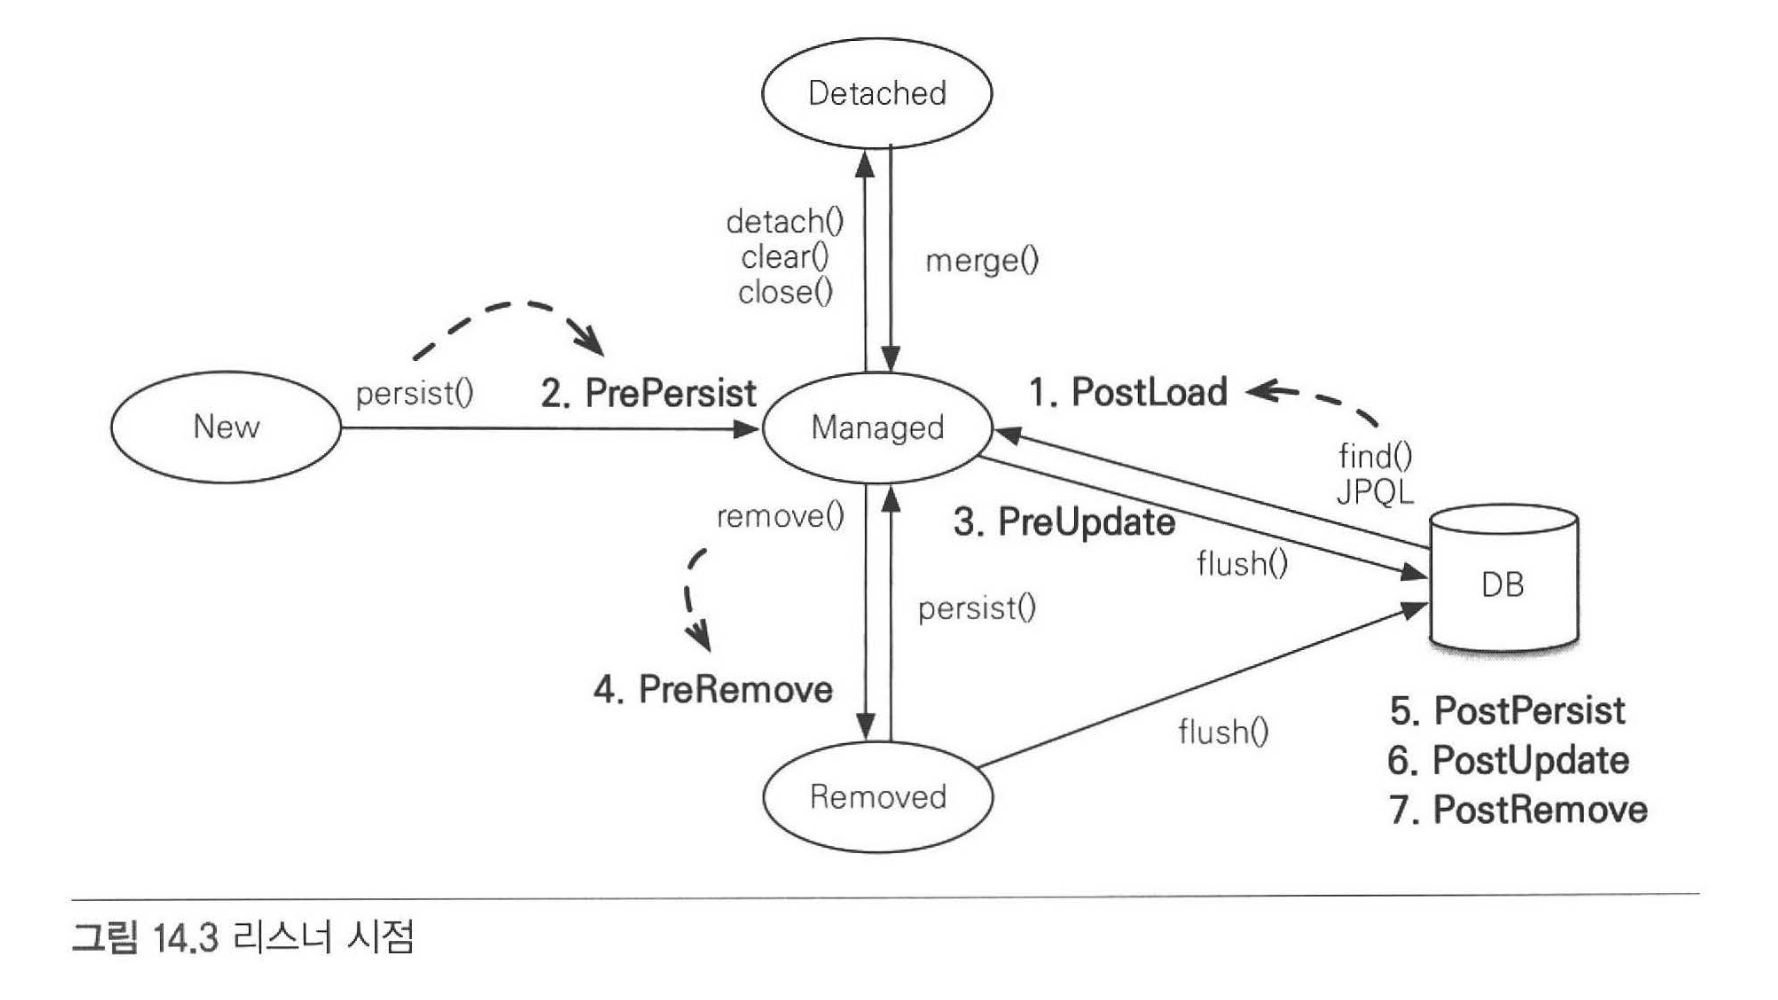 Detached
detach()
clear()
close()
merge()
New
persist()
2. PrePersist
Managed
1. PostLoad
find()
JPQL
remove()
3. PreUpdate
flush()
DB
persist()
4. PreRemove
Removed
flush()
5. PostPersist
6. PostUpdate
7. PostRemove
그림 14.3 리스너 시점